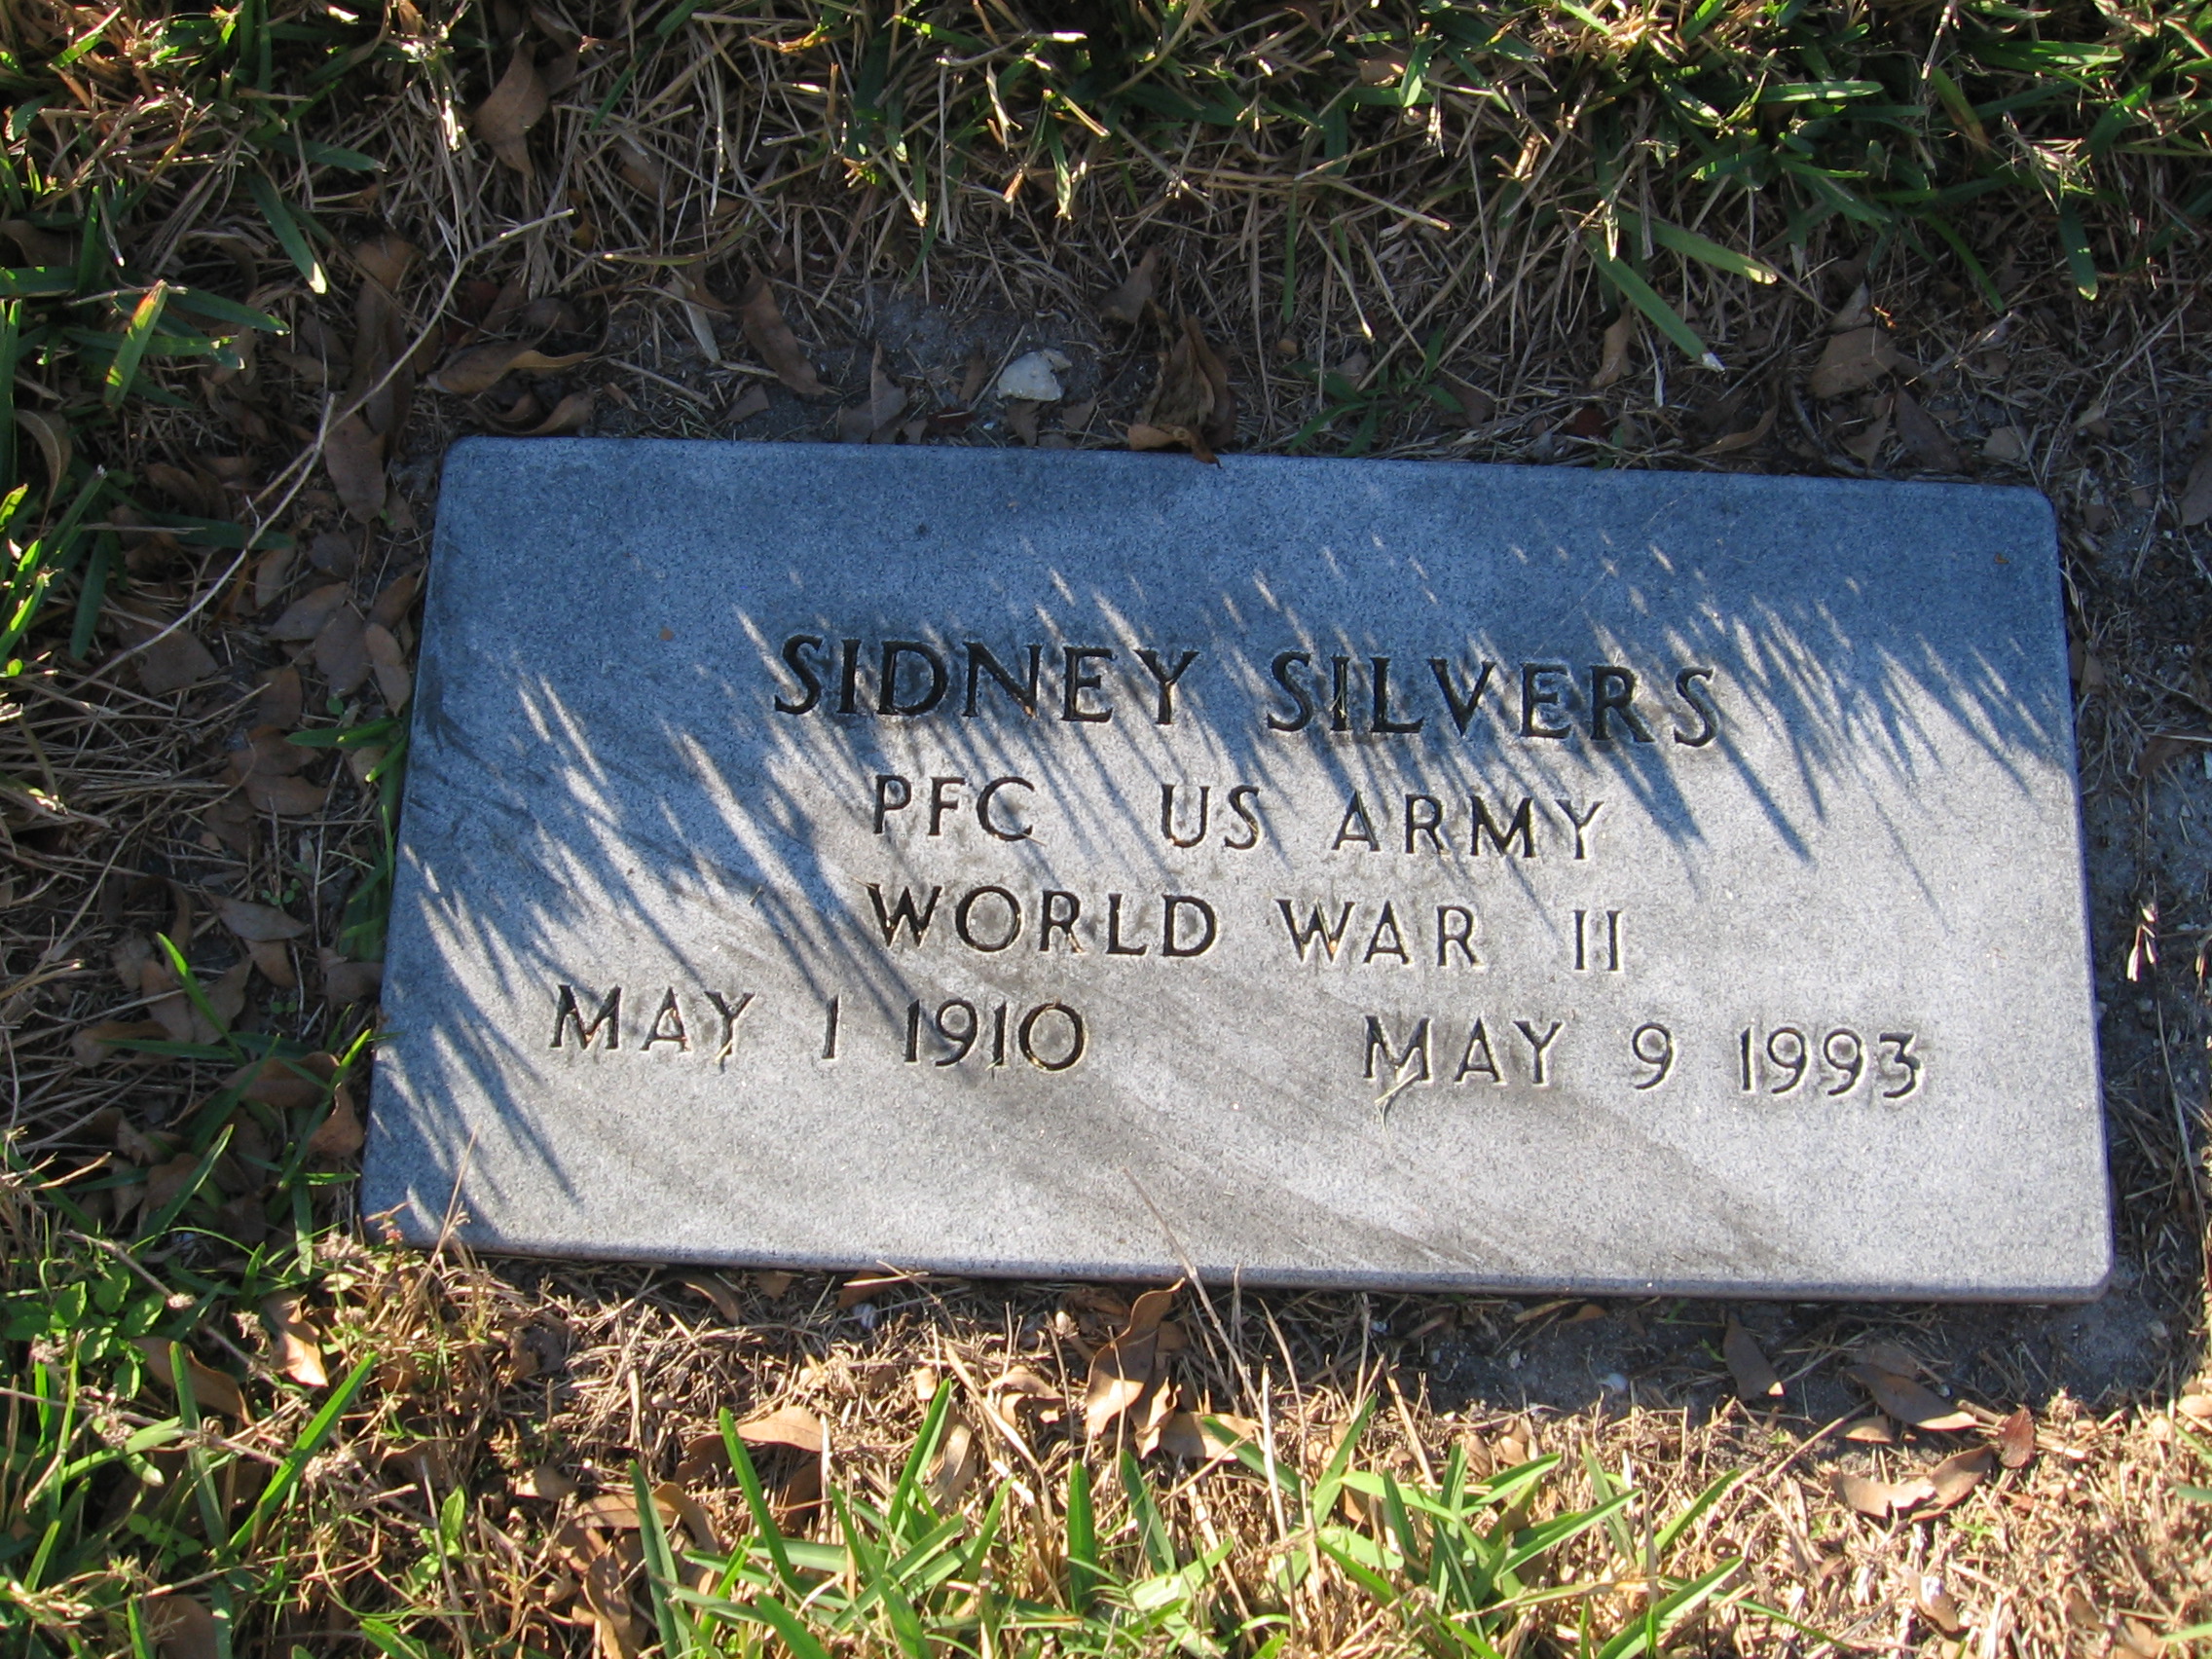 SIDNEY SILVERS
PFC US ARMY
WORLD WAR II
MAY 1 1910 MAY 9 1993